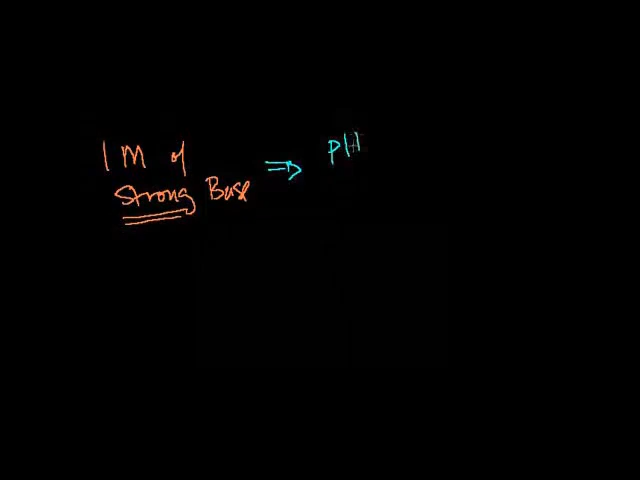 1 M of
Strong Base
⇒ pH